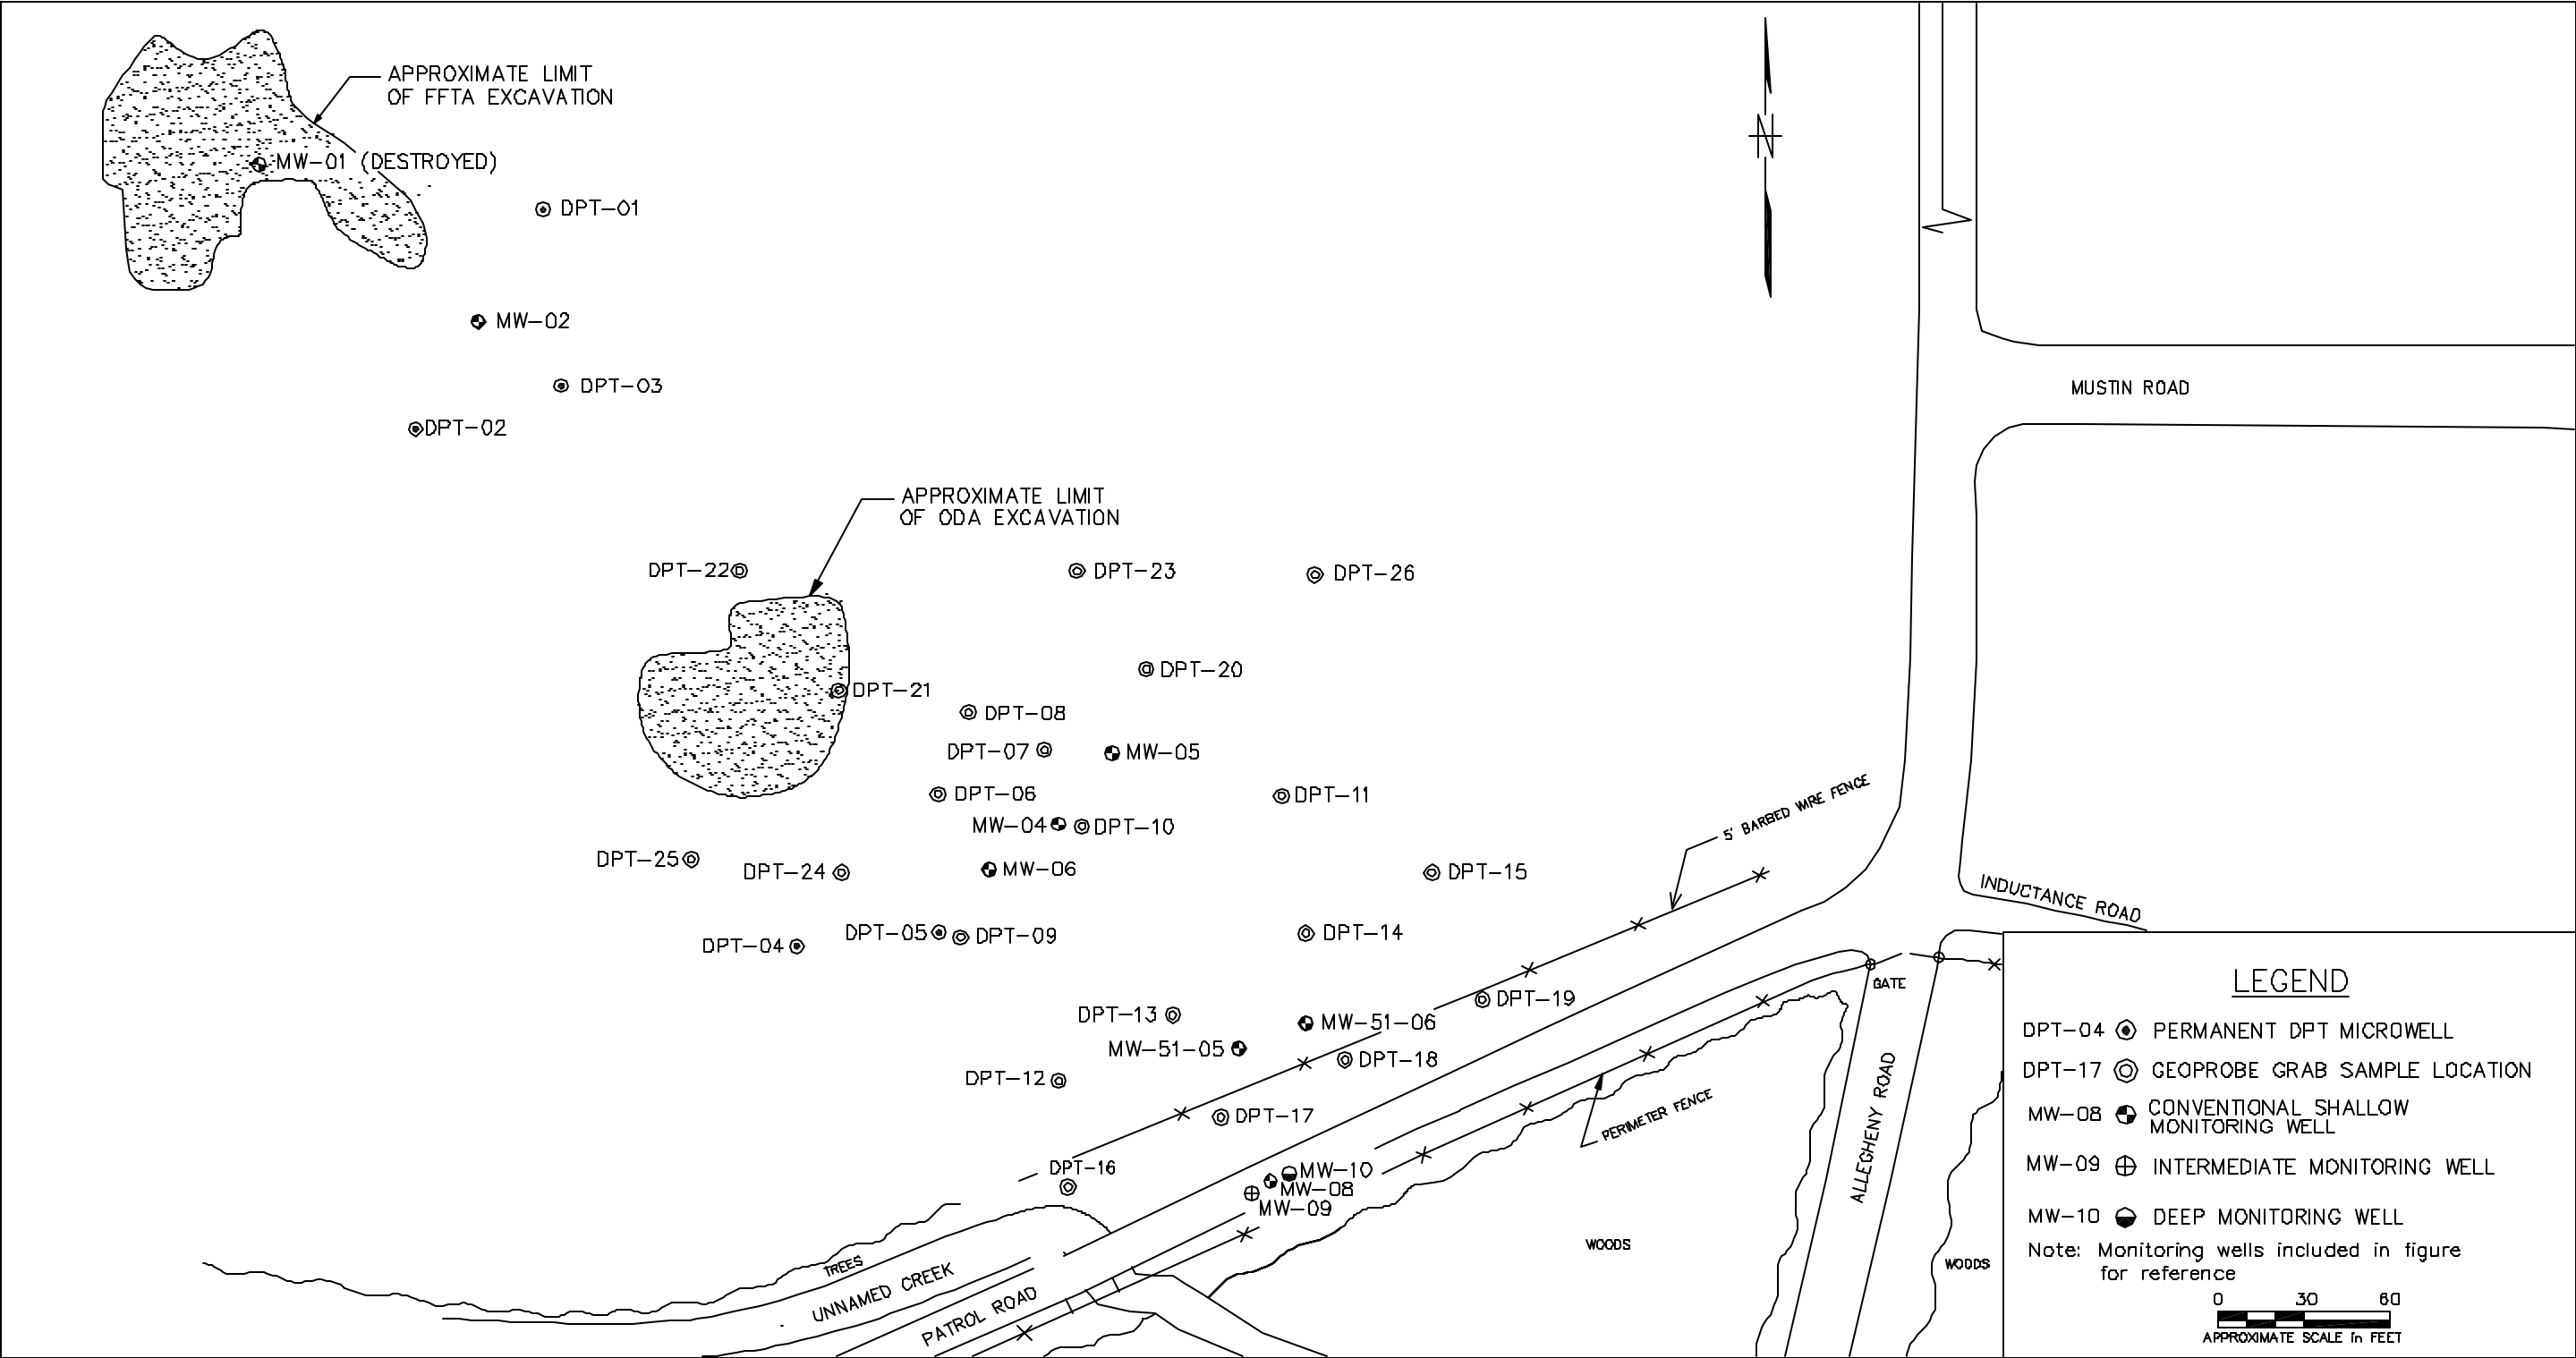 APPROXIMATE LIMIT
OF FFTA EXCAVATION
MW-01 (DESTROYED)
DPT-01
MW-02
DPT-03
DPT-02
N
MUSTIN ROAD
APPROXIMATE LIMIT
OF ODA EXCAVATION
DPT-22
DPT-23
DPT-26
DPT-20
DPT-21
DPT-08
DPT-07
MW-05
DPT-06
DPT-11
MW-04
DPT-10
5' BARBED WIRE FENCE
DPT-25
DPT-24
MW-06
DPT-15
INDUCTANCE ROAD
DPT-04
DPT-05
DPT-09
DPT-14
GATE
DPT-19
DPT-13
MW-51-06
MW-51-05
DPT-18
DPT-12
DPT-17
PERIMETER FENCE
ALLEGHENY ROAD
DPT-16
MW-10
MW-08
MW-09
WOODS
WOODS
TREES
UNNAMED CREEK
PATROL ROAD
LEGEND
DPT-04 PERMANENT DPT MICROWELL
DPT-17 GEOPROBE GRAB SAMPLE LOCATION
MW-08 CONVENTIONAL SHALLOW
MONITORING WELL
MW-09 INTERMEDIATE MONITORING WELL
MW-10 DEEP MONITORING WELL
Note: Monitoring wells included in figure
for reference
0 30 60
APPROXIMATE SCALE in FEET